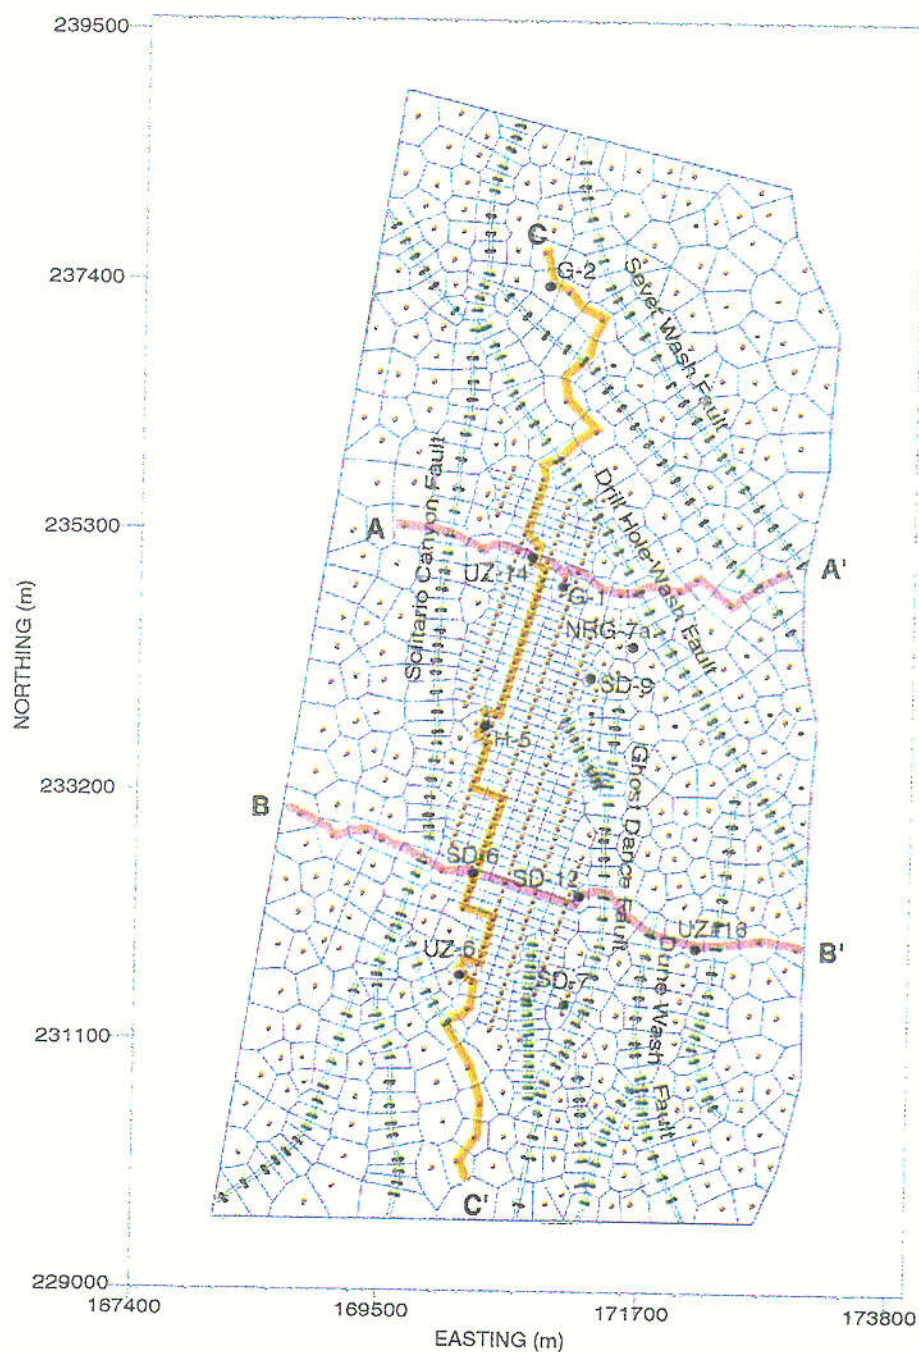 239500
C
237400
G-2
Sever Wash Fault
235300
A
UZ-14
G-1
A'
Solitario Canyon Fault
Drill Hole Wash Fault
NRG-7a
SD-9
NORTHING (m)
H-5
233200
B
Ghost Dance Fault
SD-6
SD-12
UZ-16
B'
UZ-6
SD-7
Dune Wash Fault
231100
C'
229000
167400
169500
171700
173800
EASTING (m)